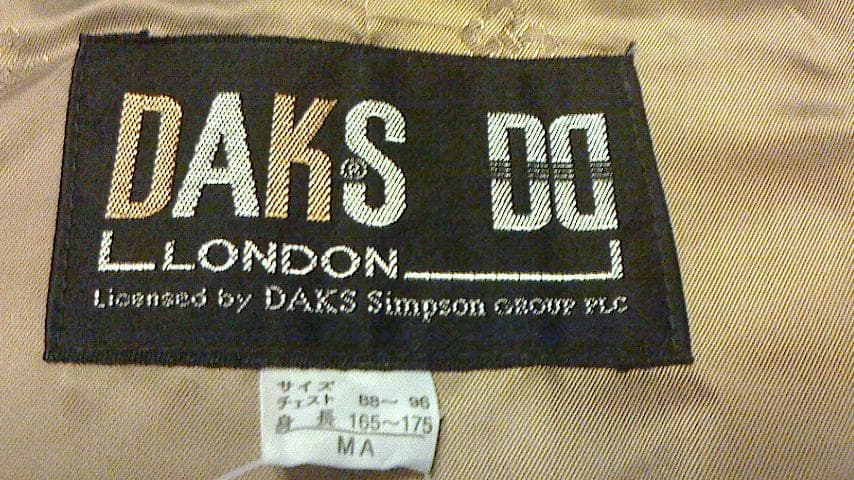 DAKS® DD
LONDON
Licensed by DAKS Simpson GROUP PLC
サイズ
チェスト 88～96
身長 165～175
MA